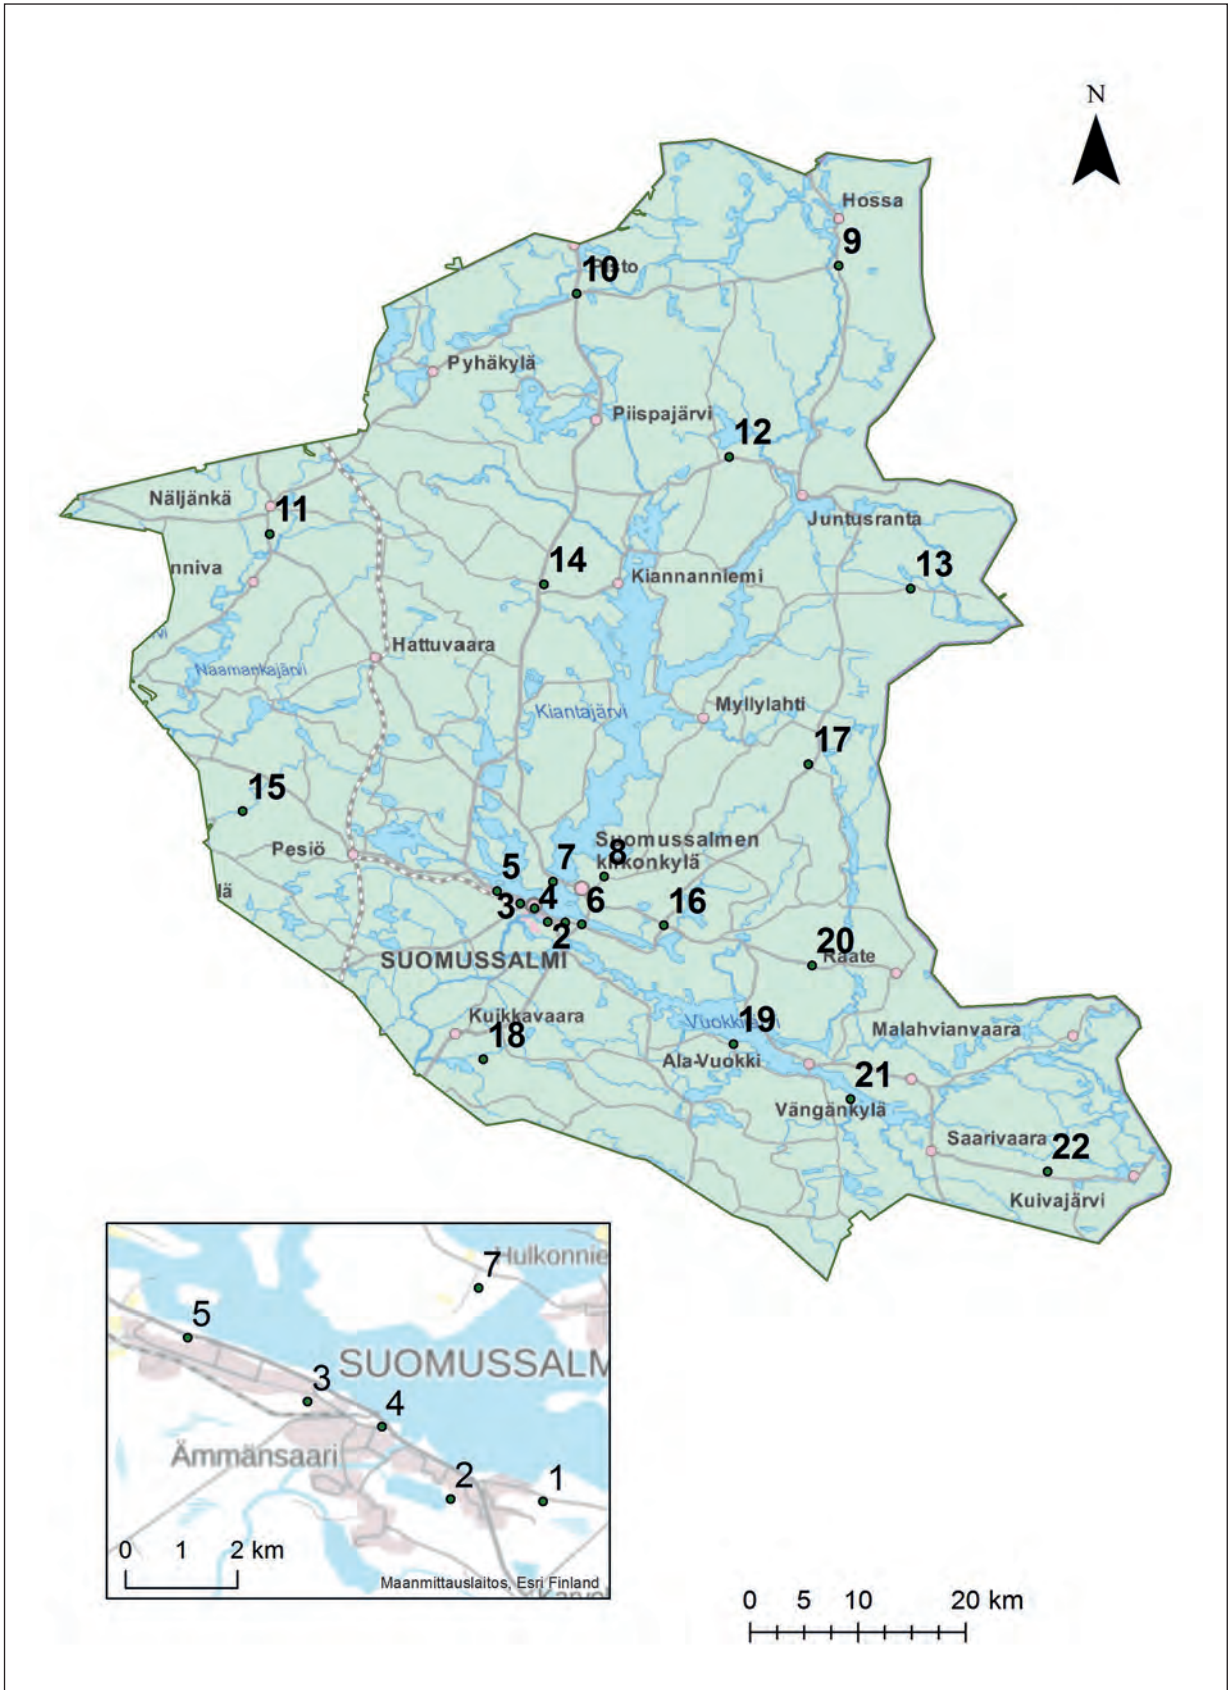 N
Hossa
9
10
Pyhäkylä
Piispajärvi
12
Näljänkä
11
Juntusranta
nniva
14
Kiannanniemi
13
Hattuvaara
Naamankajärvi
Kiantajärvi
Myllylahti
17
15
Suomussalmen
kirkonkylä
Pesiö
5
7
8
lä
3
4
6
16
2
SUOMUSSALMI
20
Raate
Kuikkavaara
18
19
Malahvianvaara
Ala-Vuokki
21
Vängänkylä
Saarivaara
22
Kuivajärvi
7
Hulkonnie
5
SUOMUSSALM
3
4
Ämmänsaari
2
1
0 1 2 km
Maanmittauslaitos, Esri Finland
0 5 10 20 km